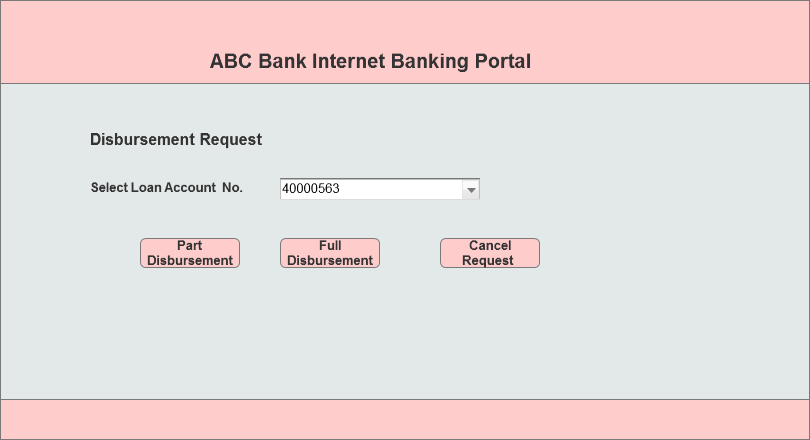 ABC Bank Internet Banking Portal
Disbursement Request
Select Loan Account No.
40000563
Part
Disbursement
Full
Disbursement
Cancel
Request